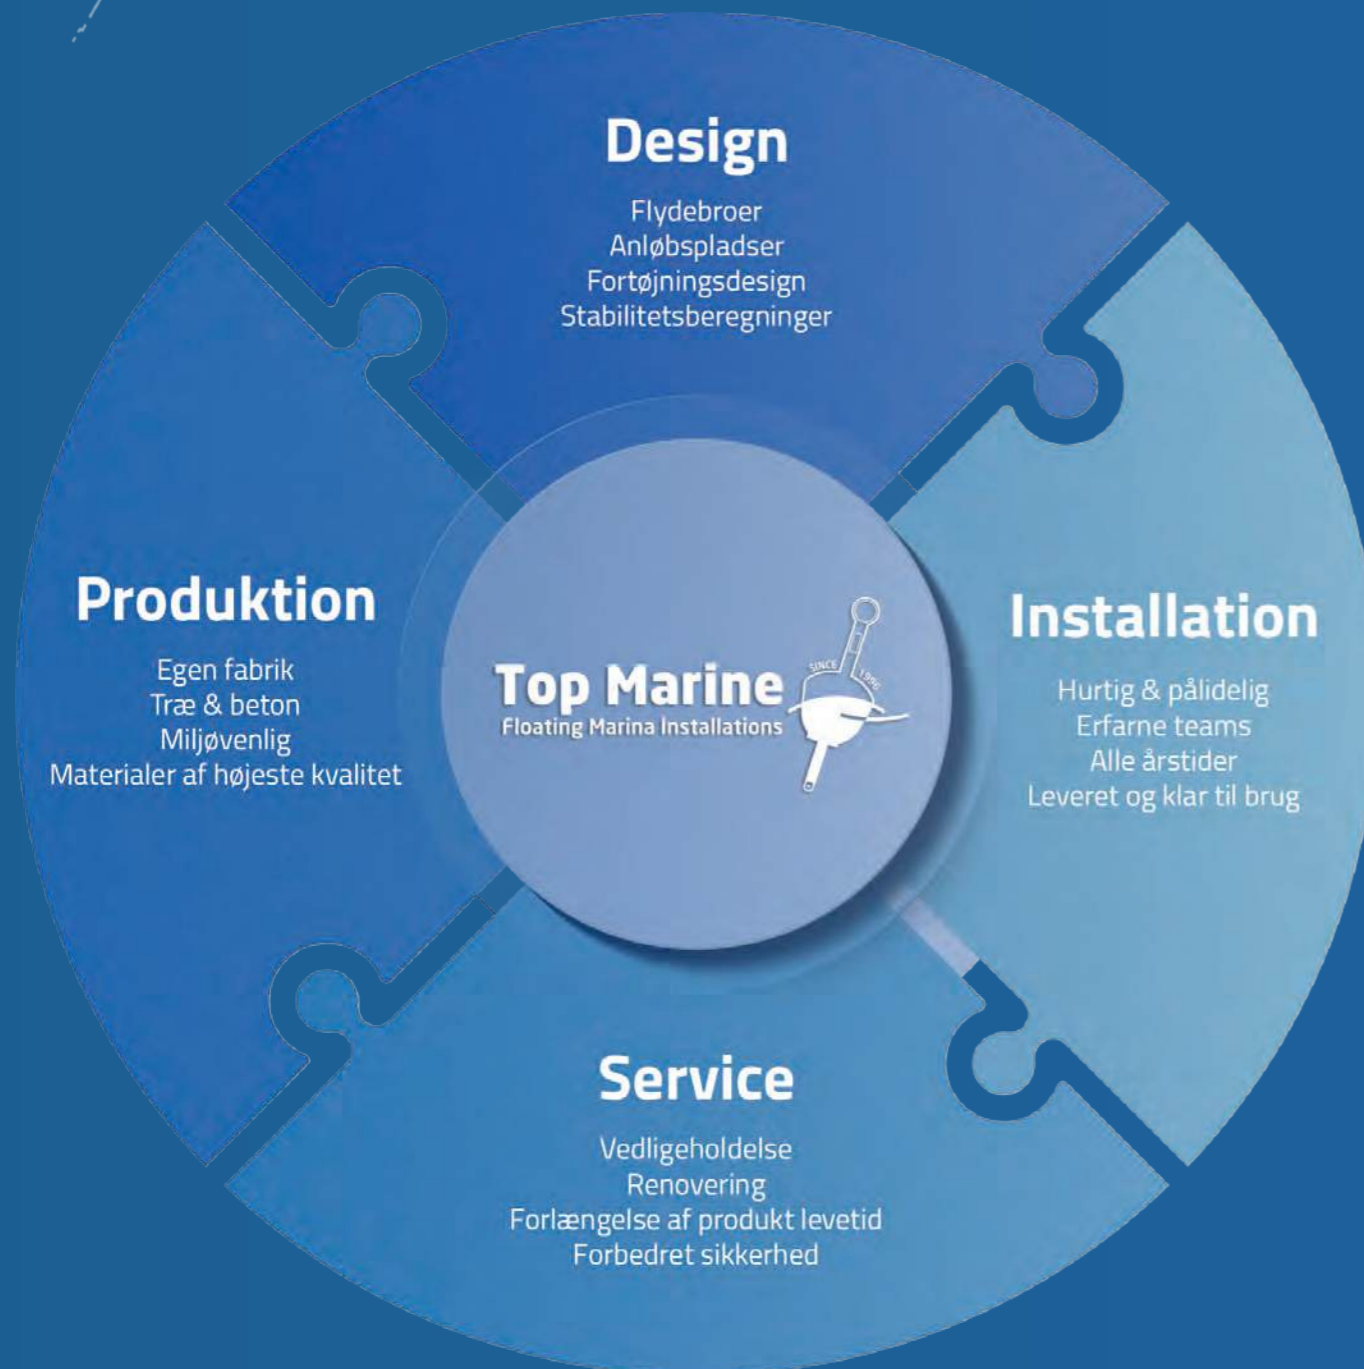 Design
Flydebroer
Anløbspladser
Fortøjningsdesign
Stabilitetsberegninger
Produktion
Egen fabrik
Træ & beton
Miljøvenlig
Materialer af højeste kvalitet
Top Marine
Floating Marina Installations
SINCE 1996
Installation
Hurtig & pålidelig
Erfarne teams
Alle årstider
Leveret og klar til brug
Service
Vedligeholdelse
Renovering
Forlængelse af produkt levetid
Forbedret sikkerhed